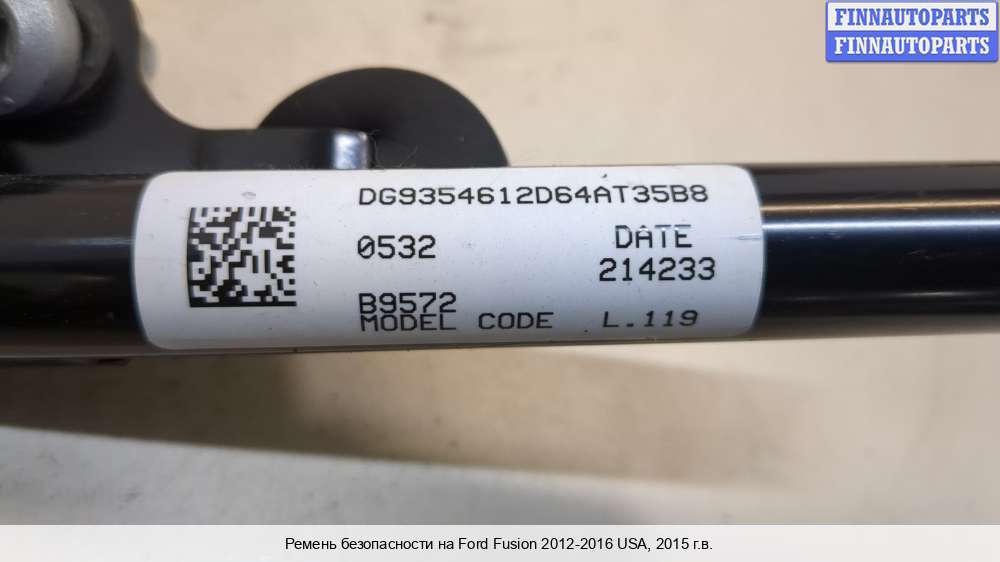 FINNAUTOPARTS
FINNAUTOPARTS
DG9354612D64AT35B8
0532
DATE
214233
B9572
MODEL CODE L.119
Ремень безопасности на Ford Fusion 2012-2016 USA, 2015 г.в.